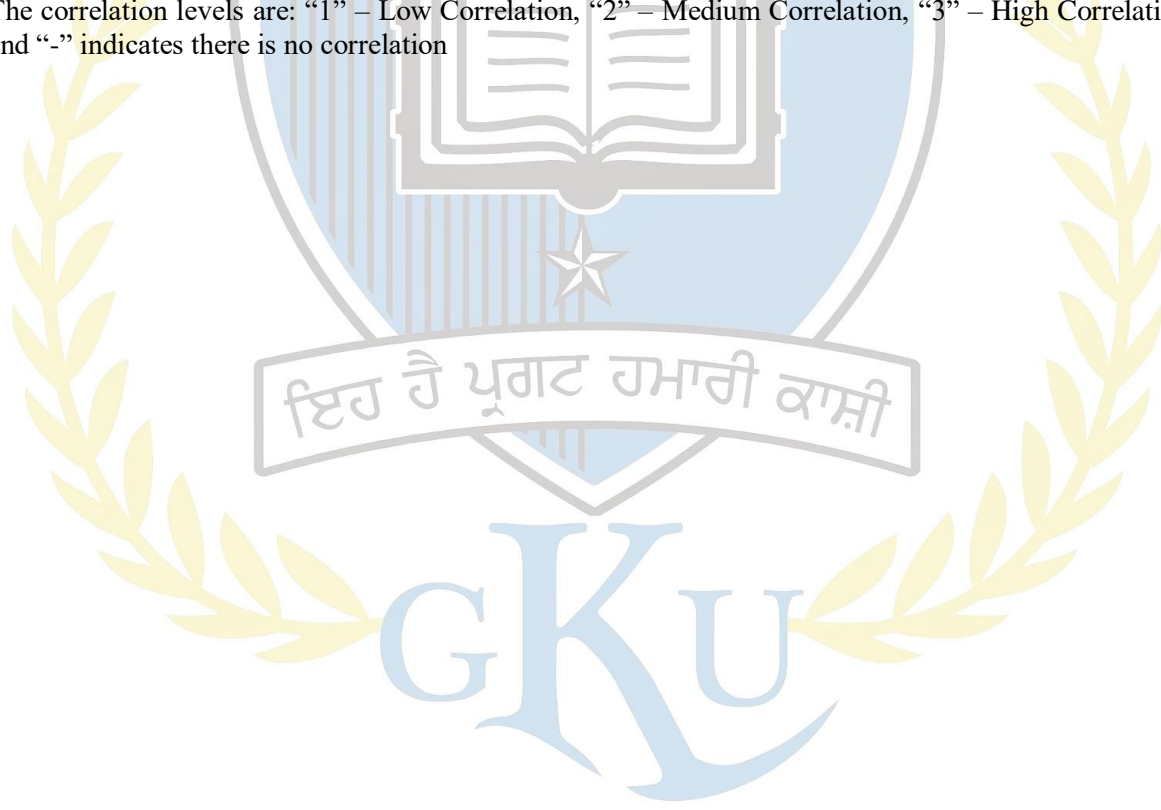 The correlation levels are: “1” – Low Correlation, “2” – Medium Correlation, “3” – High Correlati
nd “-” indicates there is no correlation
ਇਹ ਹੈ ਪ੍ਰਗਟ ਹਮਾਰੀ ਕਾਸ਼ੀ
GKU